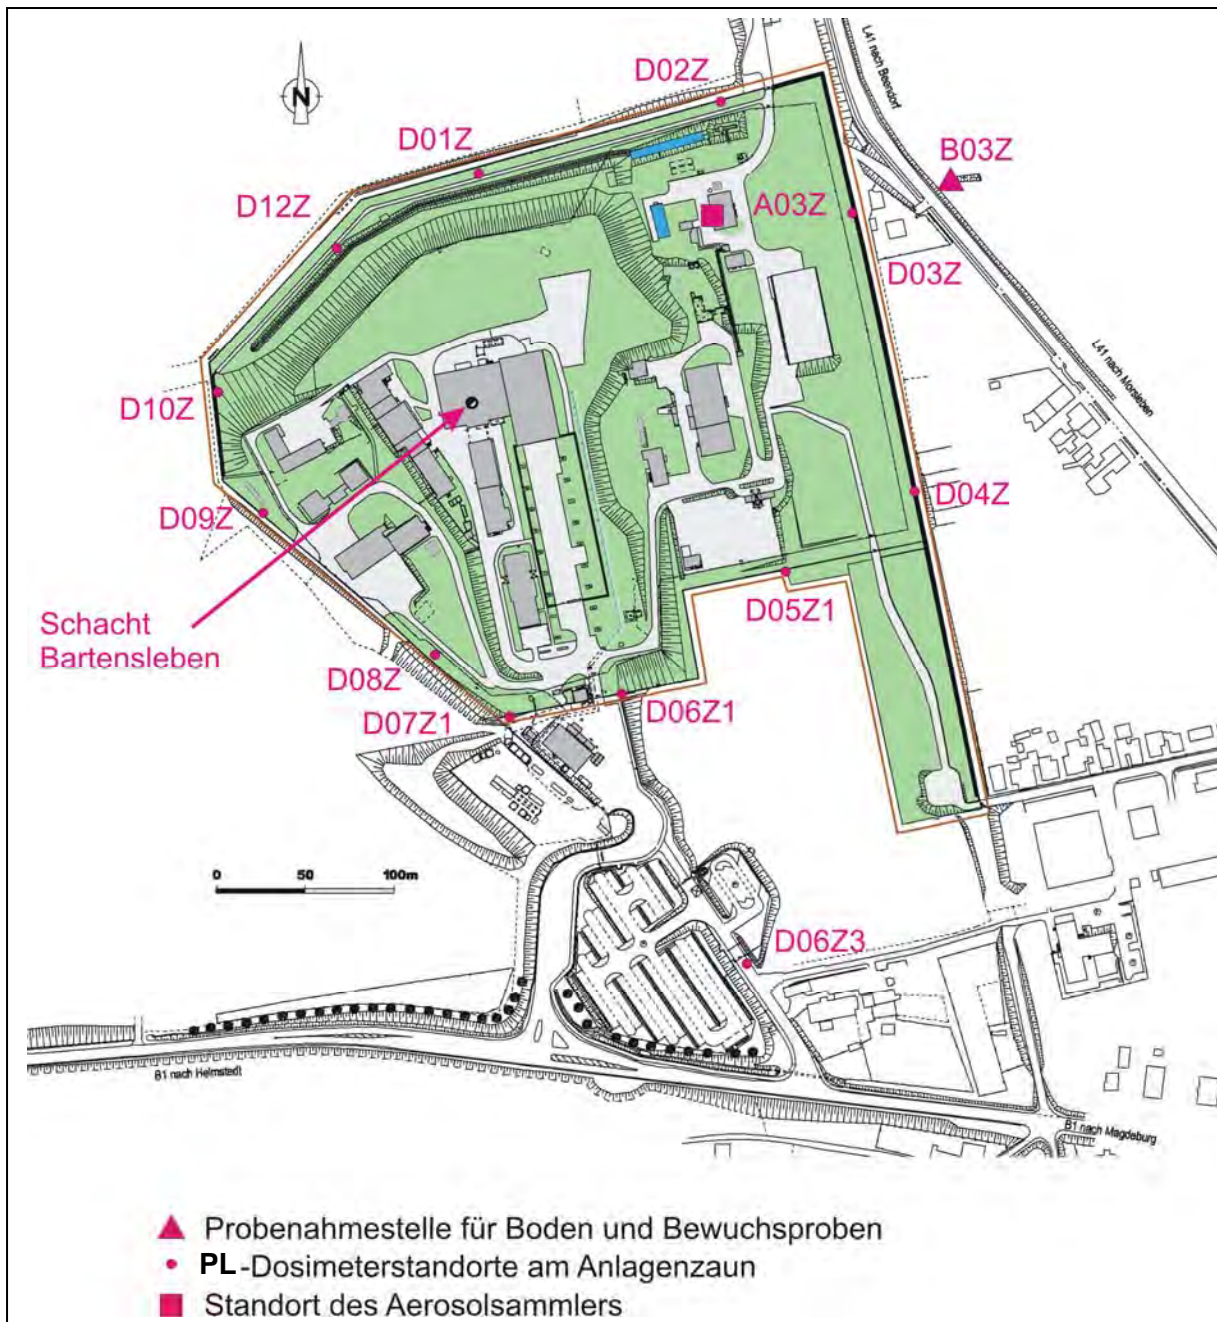 N
L41 nach Beendorf
D02Z
D01Z
B03Z
D12Z
A03Z
D03Z
L41 nach Morsleben
D10Z
D09Z
D04Z
D05Z1
Schacht
Bartensleben
D08Z
D07Z1
D06Z1
0 50 100m
D06Z3
B1 nach Helmstedt
B1 nach Magdeburg
Probenahmestelle für Boden und Bewuchsproben
PL-Dosimeterstandorte am Anlagenzaun
Standort des Aerosolsammlers